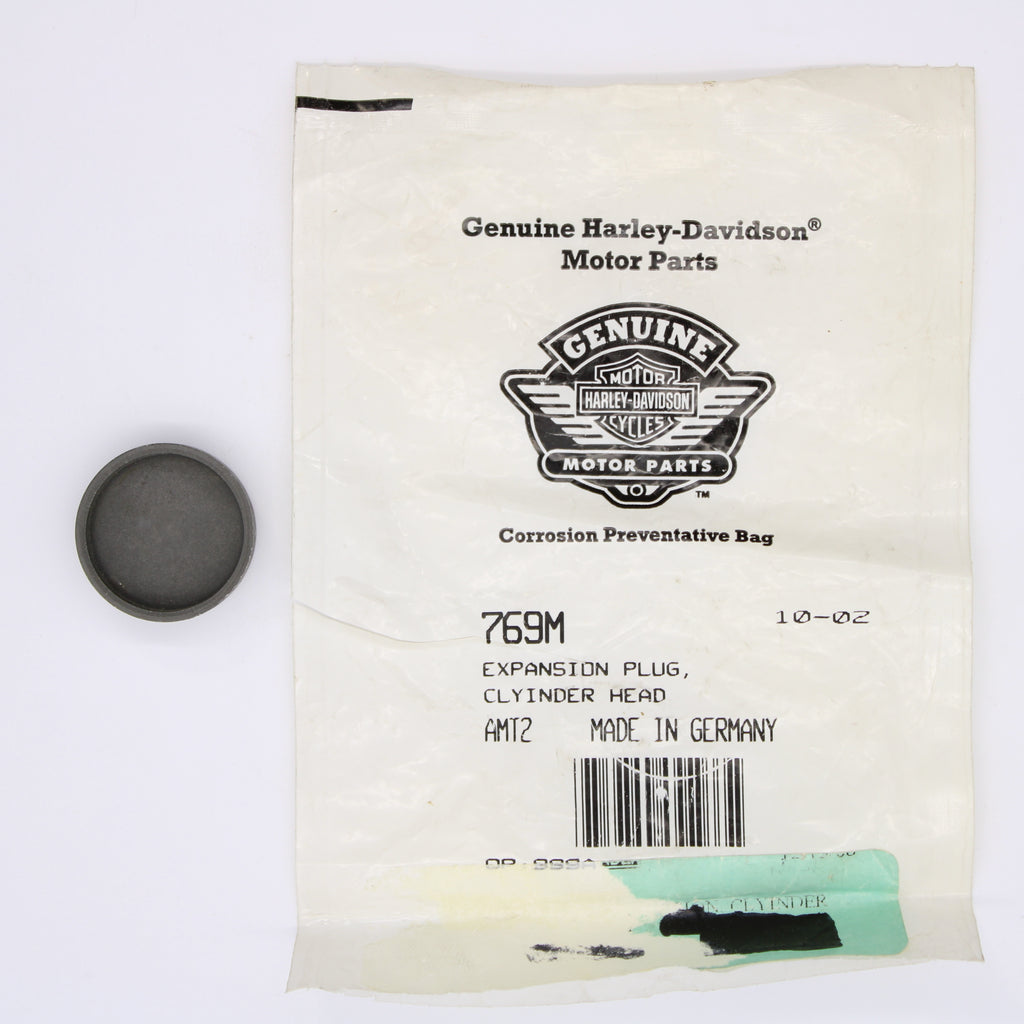 Genuine Harley-Davidson®
Motor Parts
GENUINE
MOTOR
HARLEY-DAVIDSON
CYCLES
MOTOR PARTS
TM
Corrosion Preventative Bag
769M 10-02
EXPANSION PLUG,
CLYINDER HEAD
AMT2 MADE IN GERMANY
CLYINDER